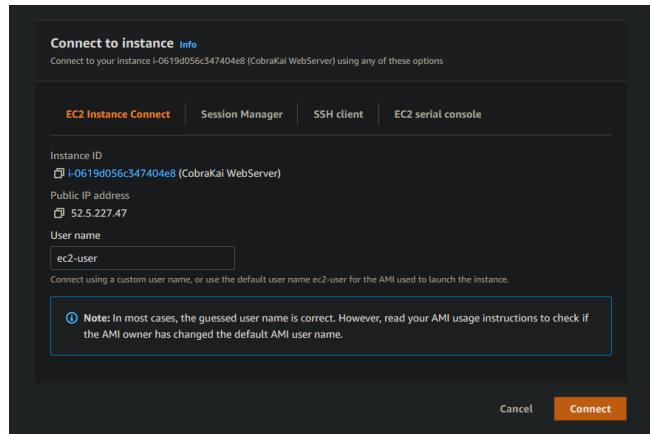 Connect to instance Info
Connect to your instance i-0619d056c347404e8 (CobraKai WebServer) using any of these options
EC2 Instance Connect Session Manager SSH client EC2 serial console
Instance ID
i-0619d056c347404e8 (CobraKai WebServer)
Public IP address
52.5.227.47
User name
ec2-user
Connect using a custom user name, or use the default user name ec2-user for the AMI used to launch the instance.
Note: In most cases, the guessed user name is correct. However, read your AMI usage instructions to check if
the AMI owner has changed the default AMI user name.
Cancel Connect